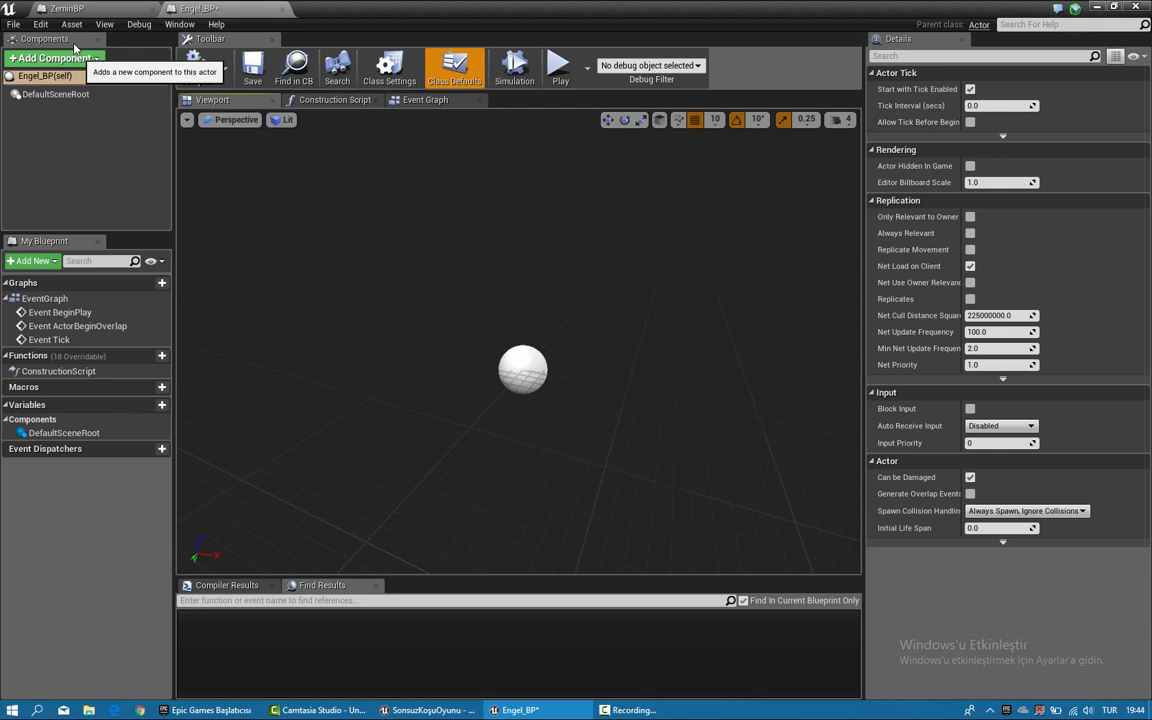 ZeminBP
Engel_BP*
File Edit Asset View Debug Window Help
Parent class: Actor
Search For Help
Components
Toolbar
Details
Add Component
Adds a new component to this actor
Engel_BP(self)
DefaultSceneRoot
Save
Find in CB
Search
Class Settings
Class Defaults
Simulation
Play
No debug object selected
Debug Filter
Viewport
Construction Script
Event Graph
Perspective
Lit
10
10°
0.25
4
My Blueprint
Add New
Search
Graphs
EventGraph
Event BeginPlay
Event ActorBeginOverlap
Event Tick
Functions (18 Overridable)
ConstructionScript
Macros
Variables
Components
DefaultSceneRoot
Event Dispatchers
Compiler Results
Find Results
Enter function or event name to find references...
Find In Current Blueprint Only
Search
Actor Tick
Start with Tick Enabled
Tick Interval (secs) 0.0
Allow Tick Before Begin
Rendering
Actor Hidden In Game
Editor Billboard Scale 1.0
Replication
Only Relevant to Owner
Always Relevant
Replicate Movement
Net Load on Client
Net Use Owner Relevanc
Replicates
Net Cull Distance Squar 225000000.0
Net Update Frequency 100.0
Min Net Update Frequen 2.0
Net Priority 1.0
Input
Block Input
Auto Receive Input Disabled
Input Priority 0
Actor
Can be Damaged
Generate Overlap Events
Spawn Collision Handlin Always Spawn, Ignore Collisions
Initial Life Span 0.0
Windows'u Etkinleştir
Windows'u etkinleştirmek için Ayarlar'a gidin.
Epic Games Başlatıcısı
Camtasia Studio - Un...
SonsuzKoşuOyunu - ...
Engel_BP*
Recording...
TUR
19:44